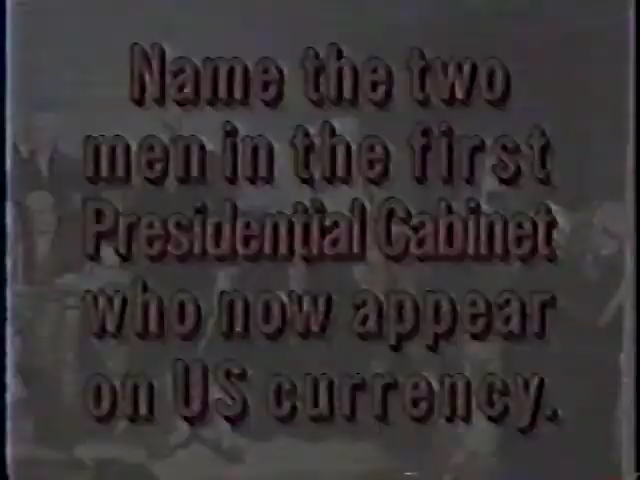 Name the two
men in the first
Presidential Cabinet
who now appear
on US currency.